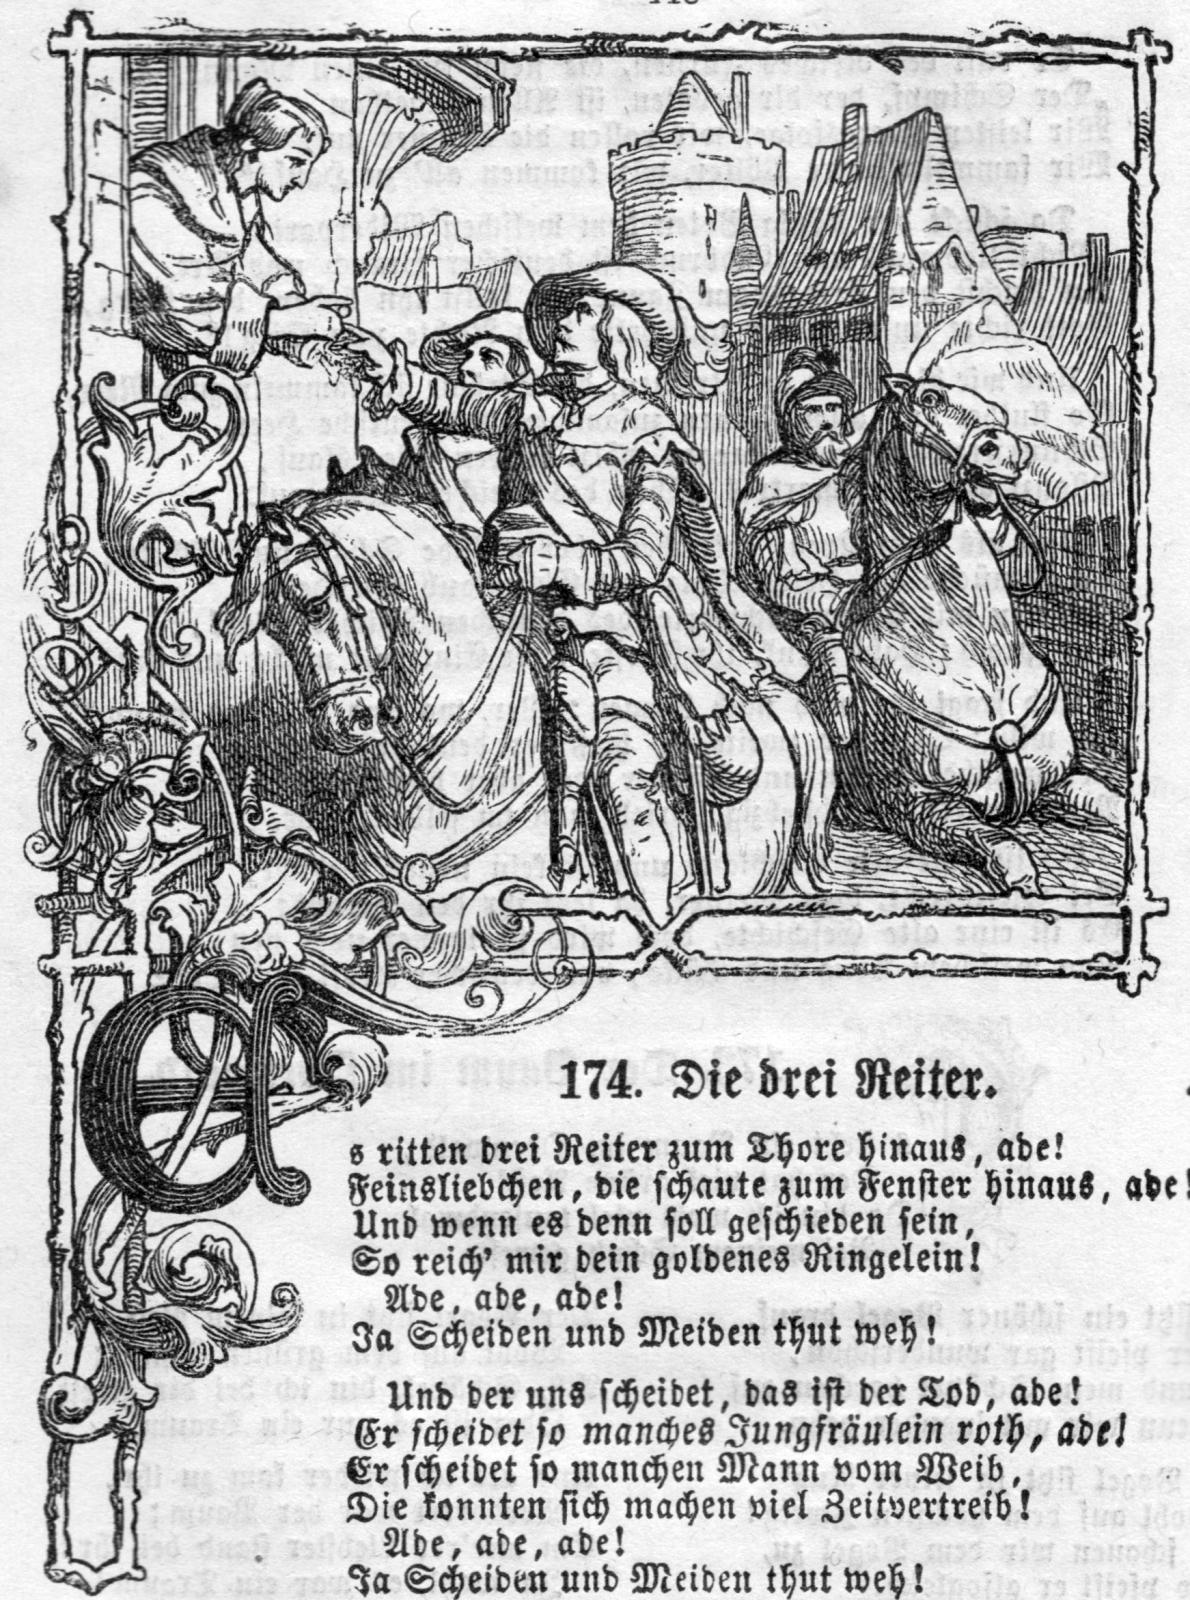 174. Die drei Reiter.
Es ritten drei Reiter zum Thore hinaus, ade!
Feinsliebchen, die schaute zum Fenster hinaus, ade!
Und wenn es denn soll geschieden sein,
So reich' mir dein goldenes Ringelein!
Ade, ade, ade!
Ja Scheiden und Meiden thut weh!
Und der uns scheidet, das ist der Tod, ade!
Er scheidet so manches Jungfräulein roth, ade!
Er scheidet so manchen Mann vom Weib,
Die konnten sich machen viel Zeitvertreib!
Ade, ade, ade!
Ja Scheiden und Meiden thut weh!